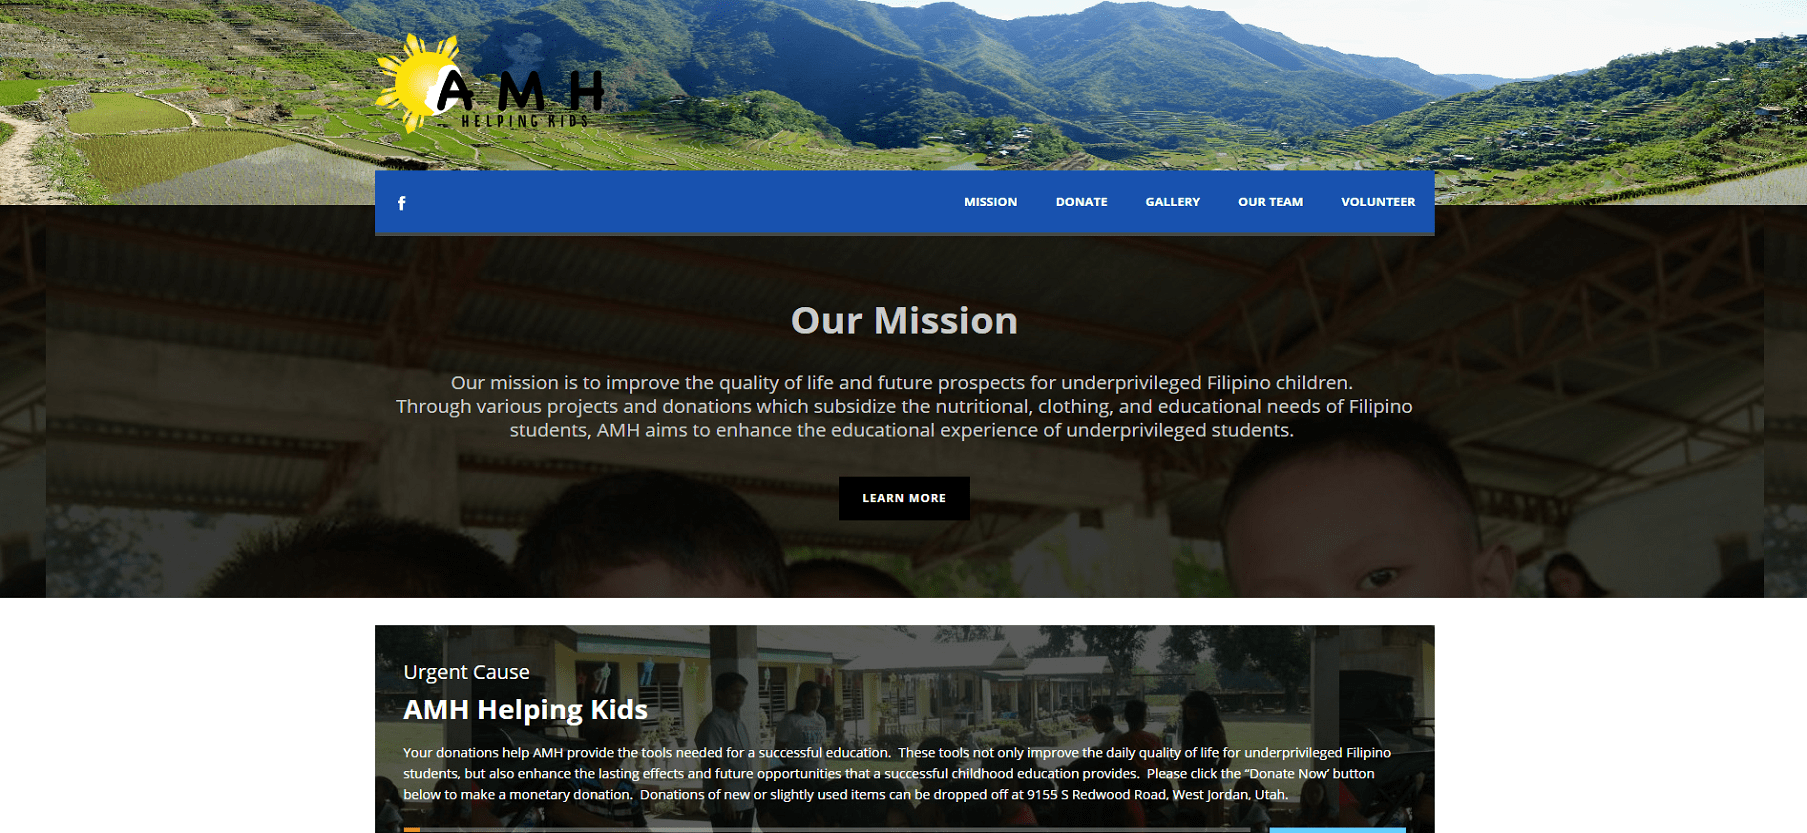 AMH
HELPING KIDS
f
MISSION
DONATE
GALLERY
OUR TEAM
VOLUNTEER
Our Mission
Our mission is to improve the quality of life and future prospects for underprivileged Filipino children.
Through various projects and donations which subsidize the nutritional, clothing, and educational needs of Filipino
students, AMH aims to enhance the educational experience of underprivileged students.
LEARN MORE
Urgent Cause
AMH Helping Kids
Your donations help AMH provide the tools needed for a successful education.  These tools not only improve the daily quality of life for underprivileged Filipino
students, but also enhance the lasting effects and future opportunities that a successful childhood education provides.  Please click the “Donate Now’ button
below to make a monetary donation.  Donations of new or slightly used items can be dropped off at 9155 S Redwood Road, West Jordan, Utah.